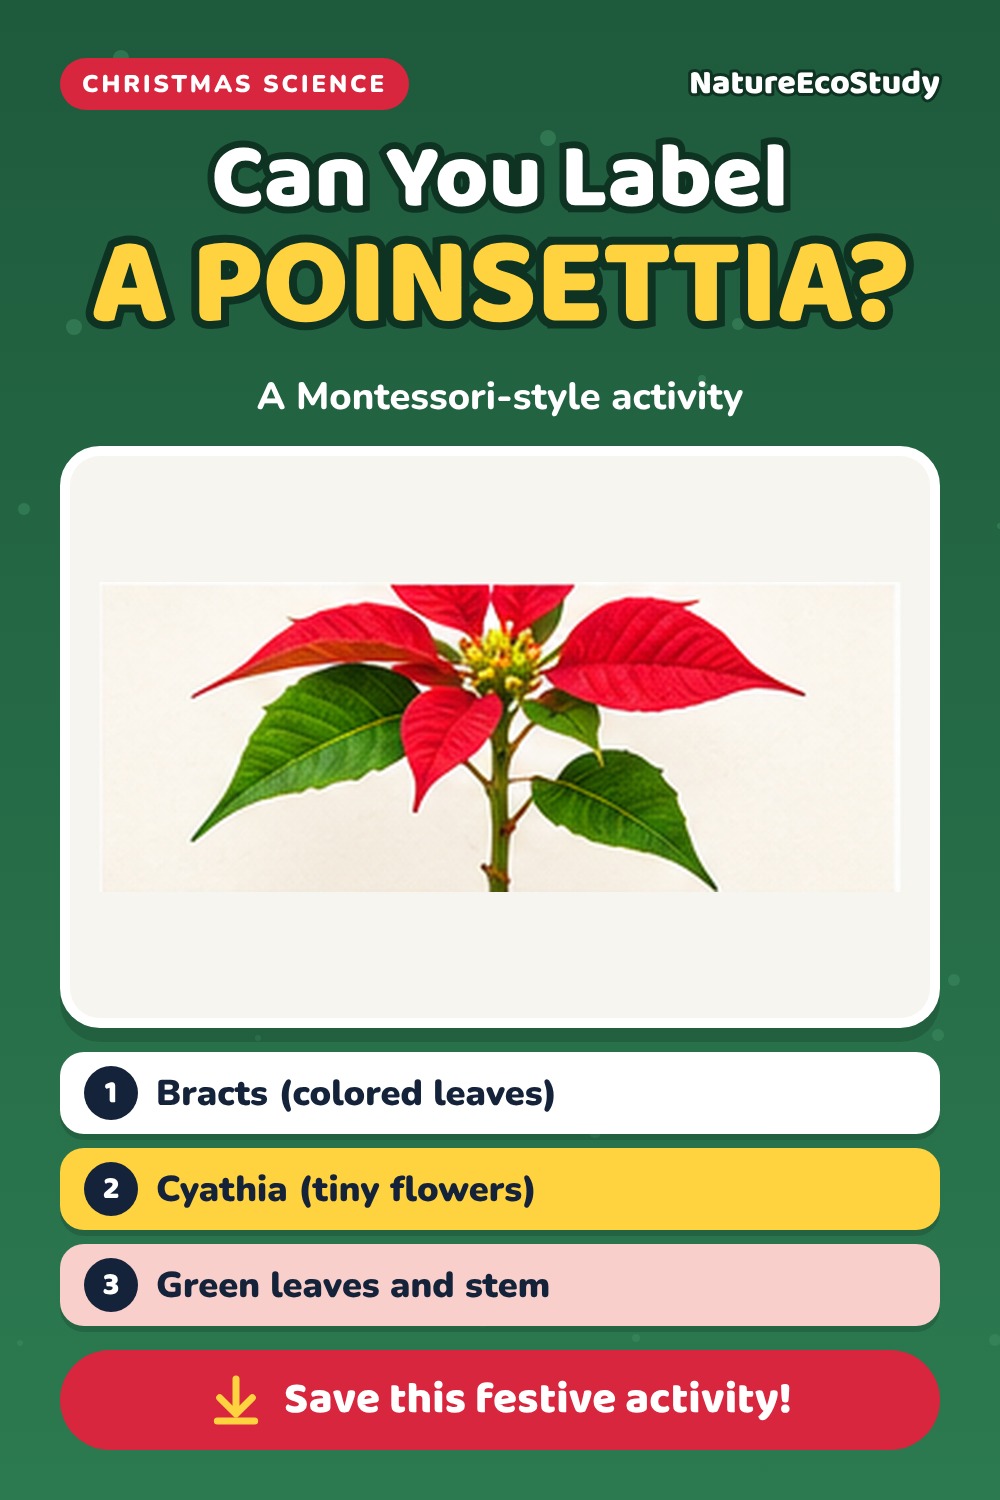 CHRISTMAS SCIENCE
NatureEcoStudy
Can You Label
A POINSETTIA?
A Montessori-style activity
1 Bracts (colored leaves)
2 Cyathia (tiny flowers)
3 Green leaves and stem
Save this festive activity!